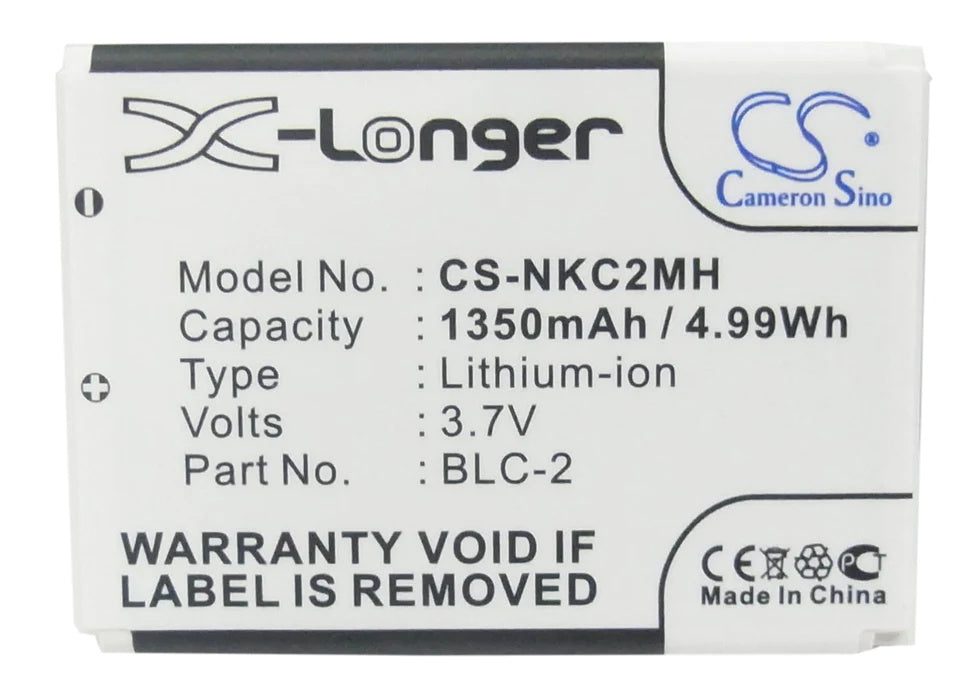 X-Longer
CS ®
Cameron Sino
Model No. : CS-NKC2MH
Capacity : 1350mAh / 4.99Wh
Type : Lithium-ion
Volts : 3.7V
Part No. : BLC-2
WARRANTY VOID IF
LABEL IS REMOVED
CE PCT
Made In China